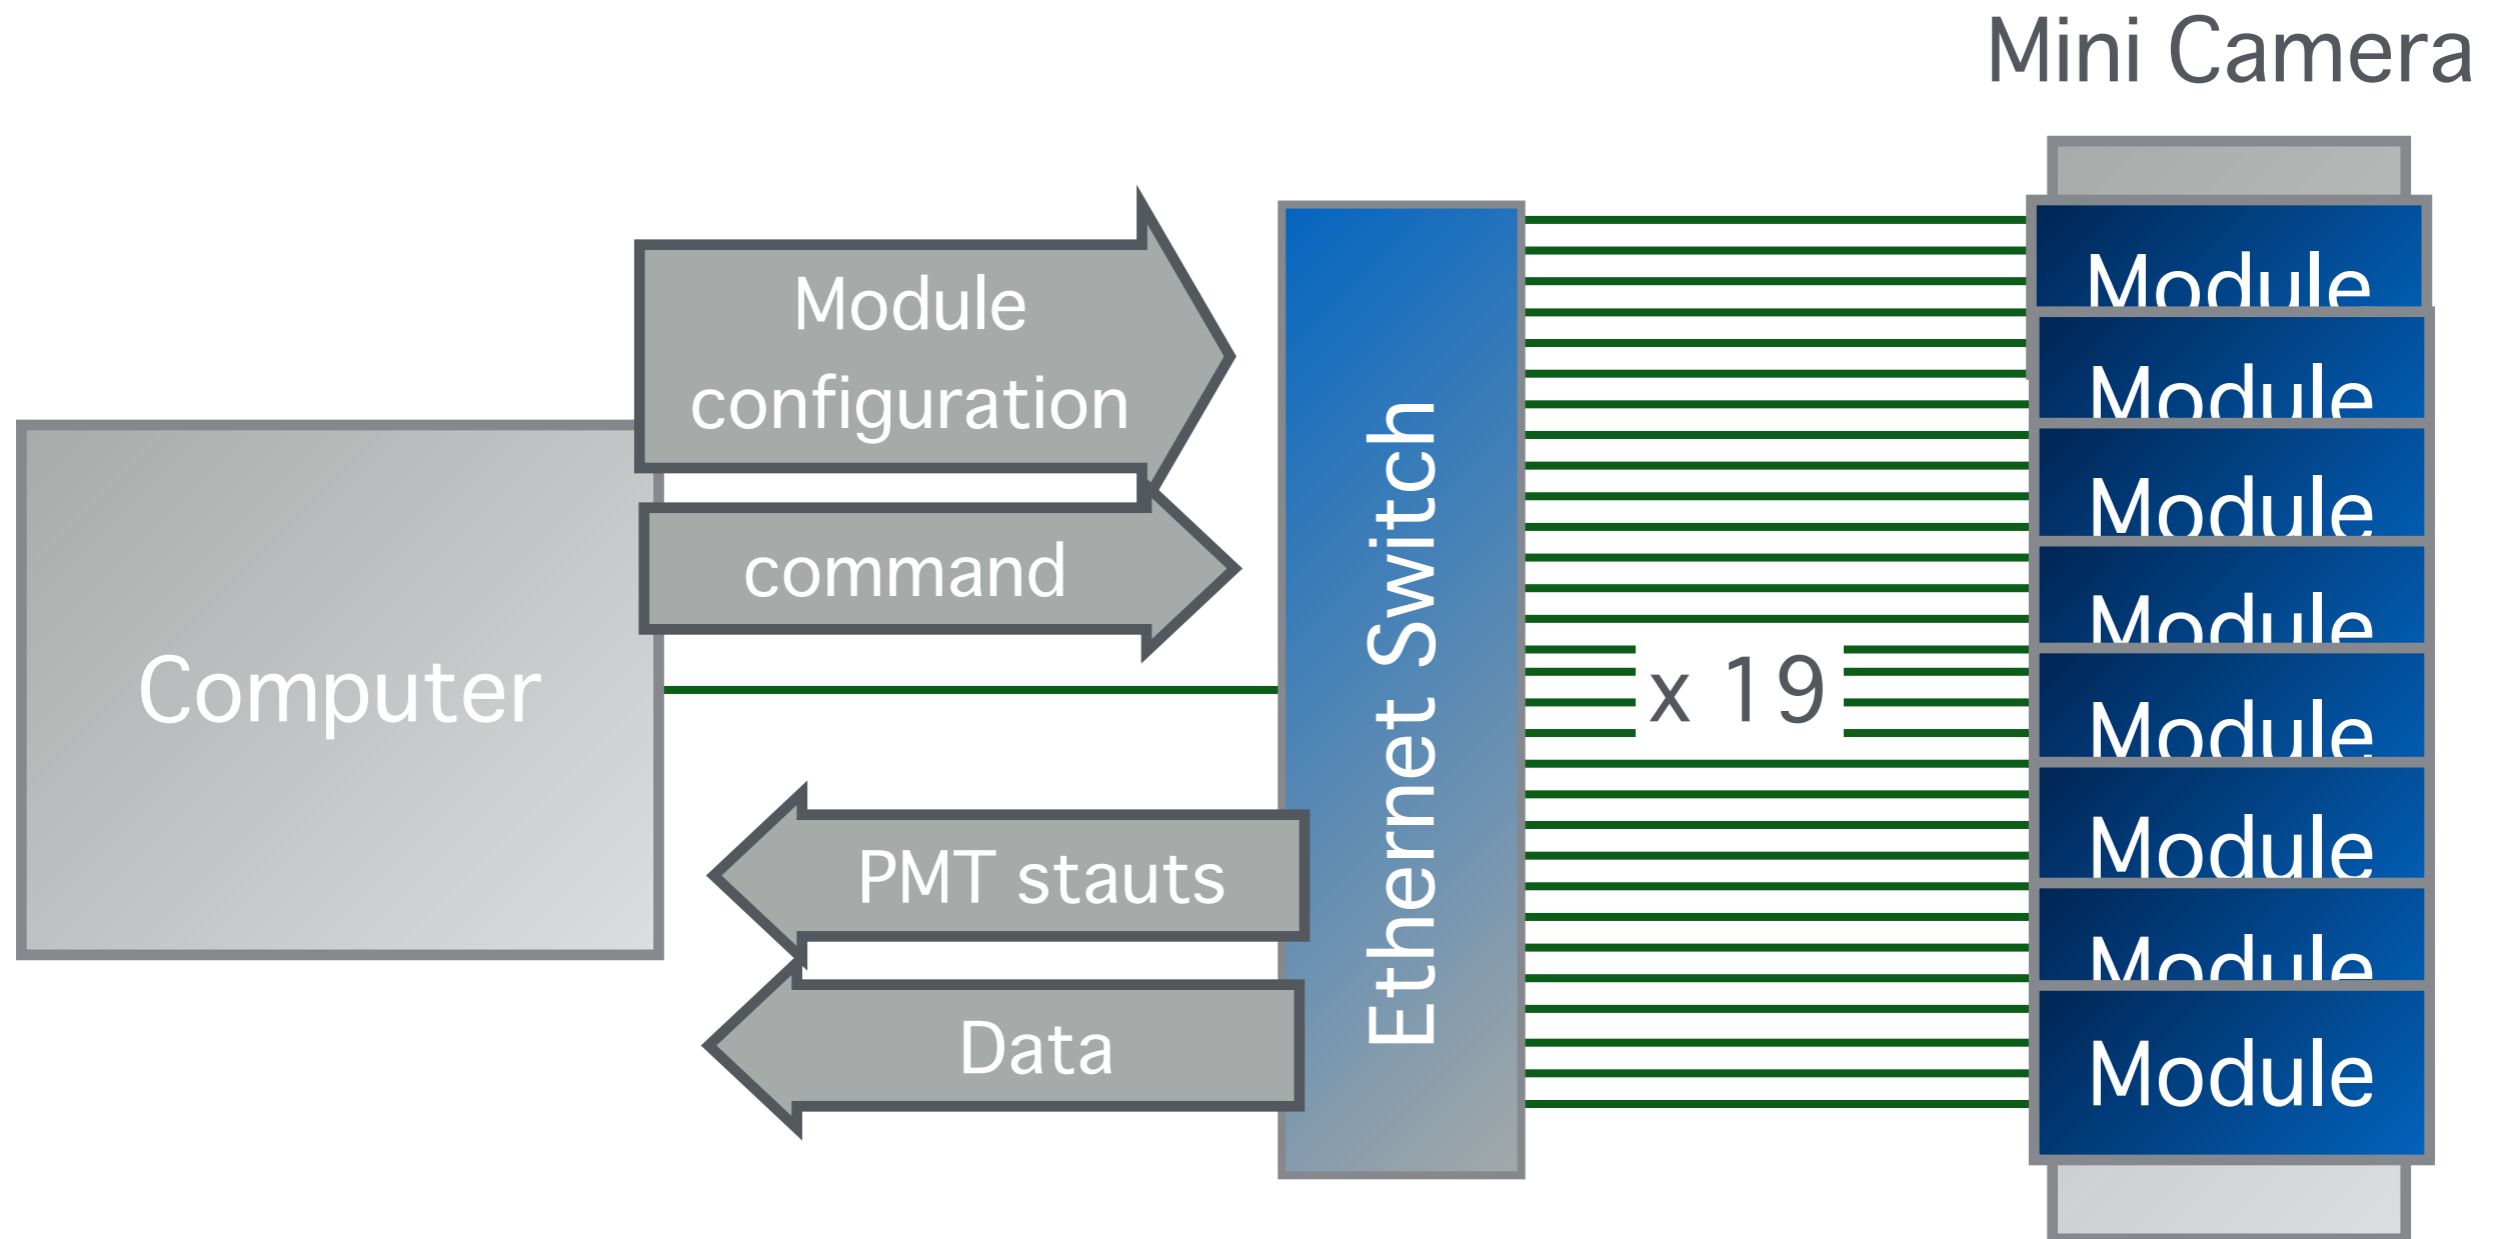 Mini Camera
Module
configuration
command
Computer
PMT stauts
Data
Ethernet Switch
x 19
Module
Module
Module
Module
Module
Module
Module
Module